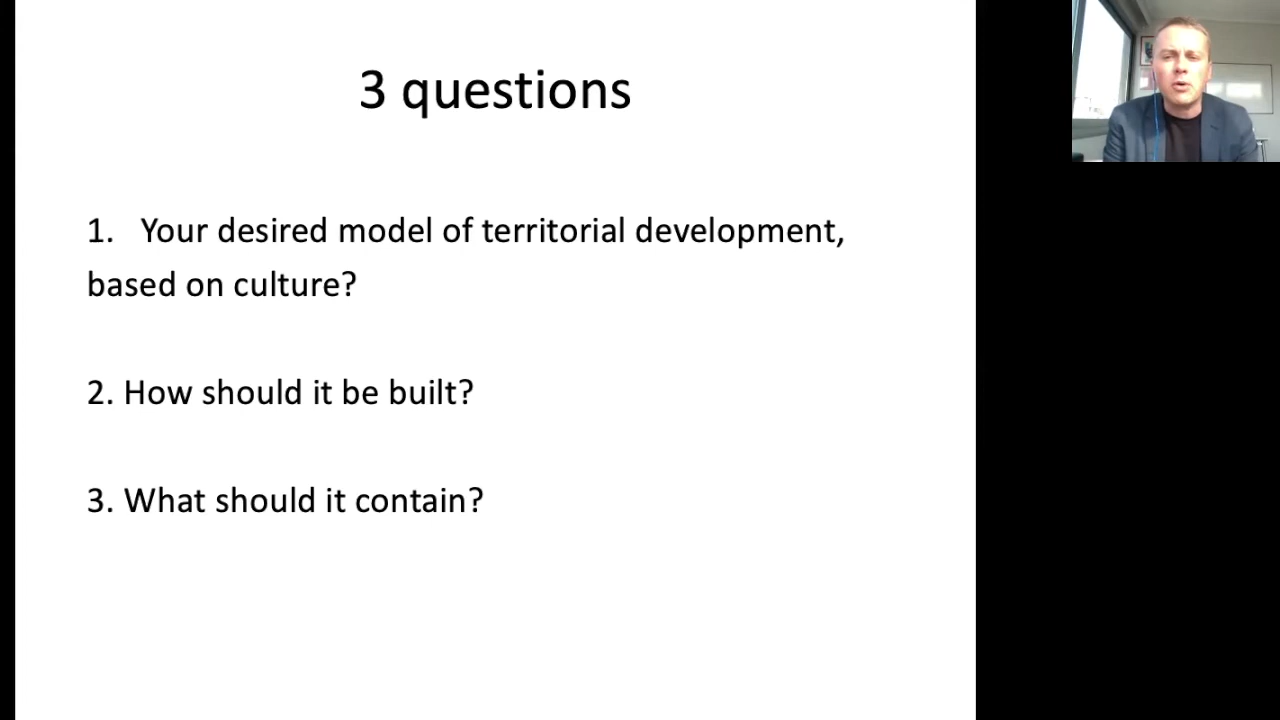 3 questions
1. Your desired model of territorial development,
based on culture?
2. How should it be built?
3. What should it contain?